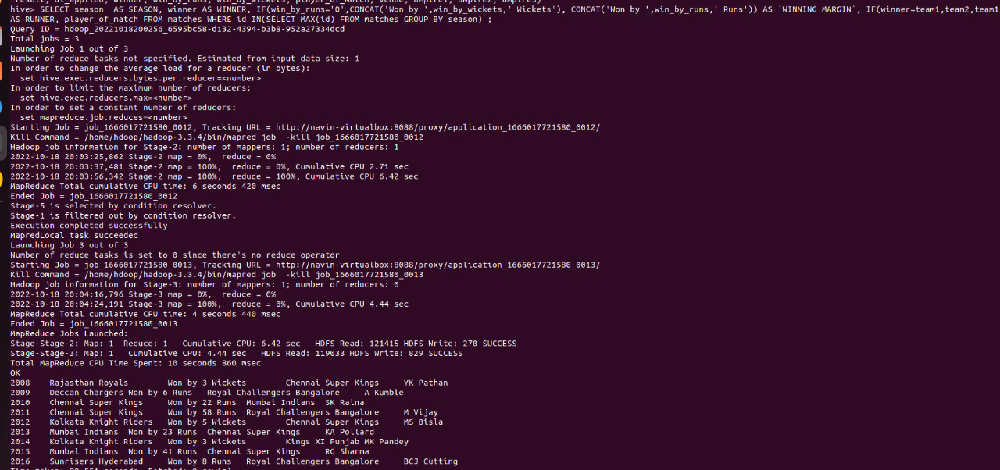 result, dl_applied, winner, win_by_runs, win_by_wickets, player_of_match, venue, umpire1, umpire2, umpire3)
hive> SELECT season  AS SEASON, winner AS WINNER, IF(win_by_runs='0',CONCAT('Won by ',win_by_wickets,' Wickets'), CONCAT('Won by ',win_by_runs,' Runs')) AS `WINNING MARGIN`, IF(winner=team1,team2,team1
AS RUNNER, player_of_match FROM matches WHERE id IN(SELECT MAX(id) FROM matches GROUP BY season) ;
Query ID = hdoop_20221018200256_6595bc58-d132-4394-b3b8-952a27334dcd
Total jobs = 3
Launching Job 1 out of 3
Number of reduce tasks not specified. Estimated from input data size: 1
In order to change the average load for a reducer (in bytes):
  set hive.exec.reducers.bytes.per.reducer=<number>
In order to limit the maximum number of reducers:
  set hive.exec.reducers.max=<number>
In order to set a constant number of reducers:
  set mapreduce.job.reduces=<number>
Starting Job = job_1666017721580_0012, Tracking URL = http://navin-virtualbox:8088/proxy/application_1666017721580_0012/
Kill Command = /home/hdoop/hadoop-3.3.4/bin/mapred job  -kill job_1666017721580_0012
Hadoop job information for Stage-2: number of mappers: 1; number of reducers: 1
2022-10-18 20:03:25,862 Stage-2 map = 0%,  reduce = 0%
2022-10-18 20:03:37,481 Stage-2 map = 100%,  reduce = 0%, Cumulative CPU 2.71 sec
2022-10-18 20:03:56,342 Stage-2 map = 100%,  reduce = 100%, Cumulative CPU 6.42 sec
MapReduce Total cumulative CPU time: 6 seconds 420 msec
Ended Job = job_1666017721580_0012
Stage-5 is selected by condition resolver.
Stage-1 is filtered out by condition resolver.
Execution completed successfully
MapredLocal task succeeded
Launching Job 3 out of 3
Number of reduce tasks is set to 0 since there's no reduce operator
Starting Job = job_1666017721580_0013, Tracking URL = http://navin-virtualbox:8088/proxy/application_1666017721580_0013/
Kill Command = /home/hdoop/hadoop-3.3.4/bin/mapred job  -kill job_1666017721580_0013
Hadoop job information for Stage-3: number of mappers: 1; number of reducers: 0
2022-10-18 20:04:16,796 Stage-3 map = 0%,  reduce = 0%
2022-10-18 20:04:24,191 Stage-3 map = 100%,  reduce = 0%, Cumulative CPU 4.44 sec
MapReduce Total cumulative CPU time: 4 seconds 440 msec
Ended Job = job_1666017721580_0013
MapReduce Jobs Launched:
Stage-Stage-2: Map: 1  Reduce: 1   Cumulative CPU: 6.42 sec   HDFS Read: 121415 HDFS Write: 270 SUCCESS
Stage-Stage-3: Map: 1   Cumulative CPU: 4.44 sec   HDFS Read: 119033 HDFS Write: 829 SUCCESS
Total MapReduce CPU Time Spent: 10 seconds 860 msec
OK
2008    Rajasthan Royals        Won by 3 Wickets        Chennai Super Kings     YK Pathan
2009    Deccan Chargers Won by 6 Runs   Royal Challengers Bangalore     A Kumble
2010    Chennai Super Kings     Won by 22 Runs  Mumbai Indians  SK Raina
2011    Chennai Super Kings     Won by 58 Runs  Royal Challengers Bangalore     M Vijay
2012    Kolkata Knight Riders   Won by 5 Wickets        Chennai Super Kings     MS Bisla
2013    Mumbai Indians  Won by 23 Runs  Chennai Super Kings     KA Pollard
2014    Kolkata Knight Riders   Won by 3 Wickets        Kings XI Punjab MK Pandey
2015    Mumbai Indians  Won by 41 Runs  Chennai Super Kings     RG Sharma
2016    Sunrisers Hyderabad     Won by 8 Runs   Royal Challengers Bangalore     BCJ Cutting